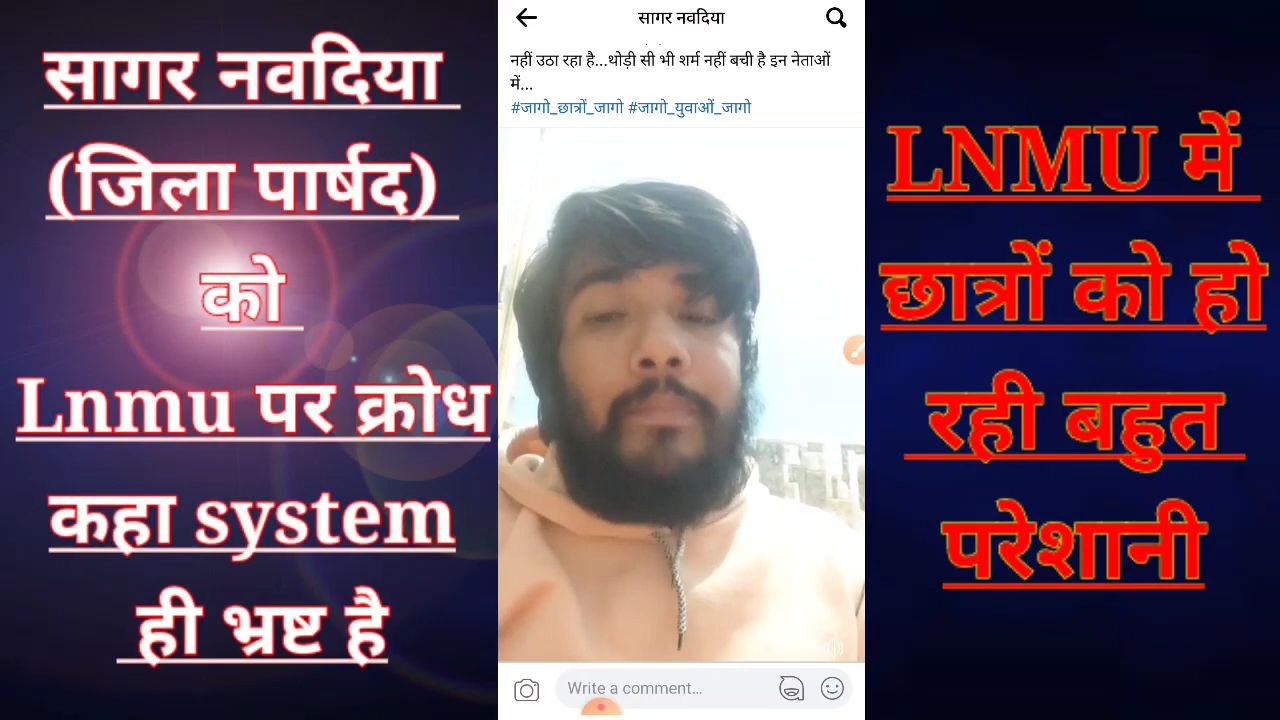 सागर नवदिया
(जिला पार्षद)
को
Lnmu पर क्रोध
कहा system
ही भ्रष्ट है
सागर नवदिया
नहीं उठा रहा है...थोड़ी सी भी शर्म नहीं बची है इन नेताओं
में...
#जागो_छात्रों_जागो #जागो_युवाओं_जागो
Write a comment...
LNMU में
छात्रों को हो
रही बहुत
परेशानी